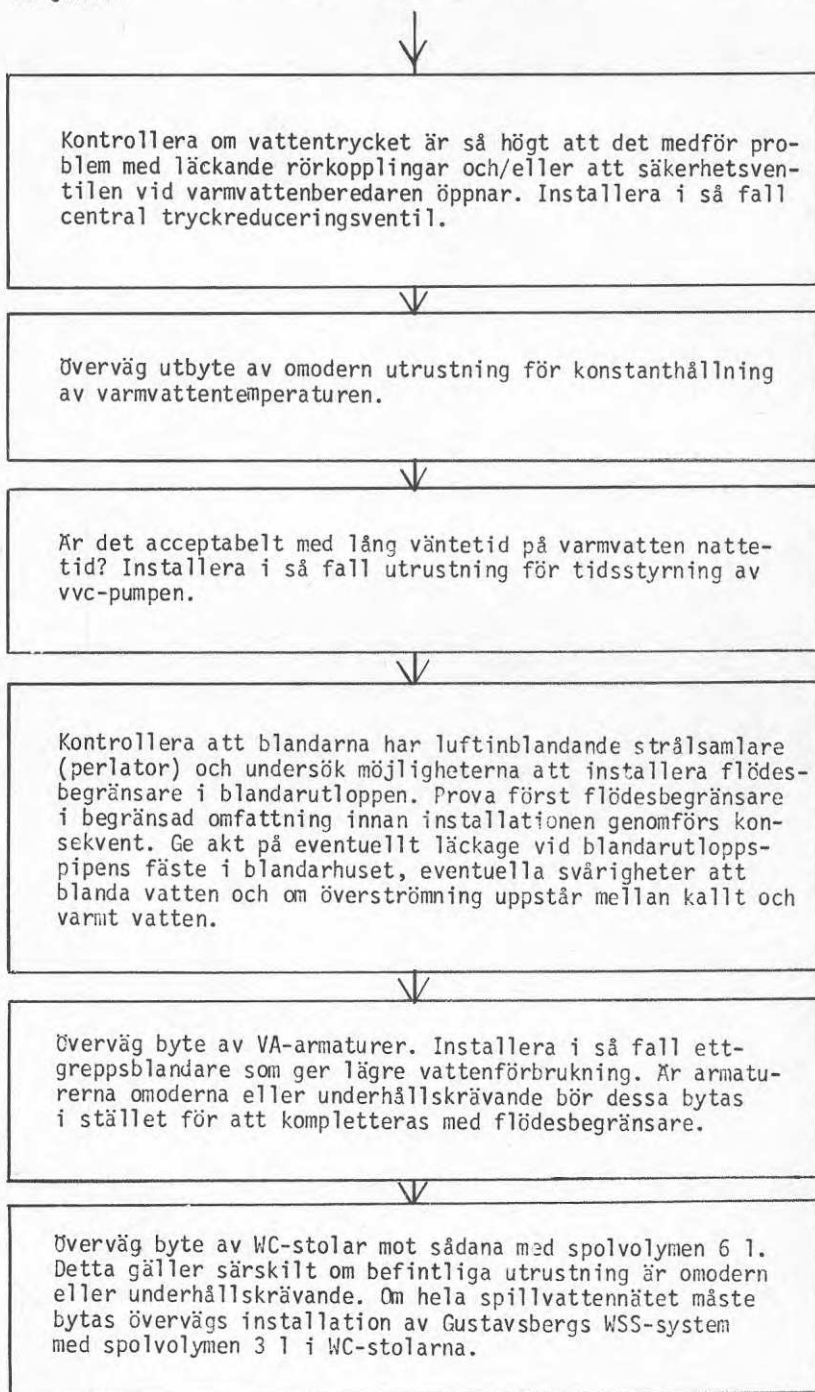 Kontrollera om vattentrycket är så högt att det medför pro-
blem med läckande rörkopplingar och/eller att säkerhetsven-
tilen vid varmvattenberedaren öppnar. Installera i så fall
central tryckreduceringsventil.
Överväg utbyte av omodern utrustning för konstanthållning
av varmvattentemperaturen.
Är det acceptabelt med lång väntetid på varmvatten natte-
tid? Installera i så fall utrustning för tidsstyrning av
vvc-pumpen.
Kontrollera att blandarna har luftinblandande strålsamlare
(perlator) och undersök möjligheterna att installera flödes-
begränsare i blandarutloppen. Prova först flödesbegränsare
i begränsad omfattning innan installationen genomförs kon-
sekvent. Ge akt på eventuellt läckage vid blandarutlopps-
pipens fäste i blandarhuset, eventuella svårigheter att
blanda vatten och om överströmning uppstår mellan kallt och
varmt vatten.
Överväg byte av VA-armaturer. Installera i så fall ett-
greppsblandare som ger lägre vattenförbrukning. Är armatu-
rerna omoderna eller underhållskrävande bör dessa bytas
i stället för att kompletteras med flödesbegränsare.
Överväg byte av WC-stolar mot sådana med spolvolymen 6 l.
Detta gäller särskilt om befintliga utrustning är omodern
eller underhållskrävande. Om hela spillvattennätet måste
bytas övervägs installation av Gustavsbergs WSS-system
med spolvolymen 3 l i WC-stolarna.